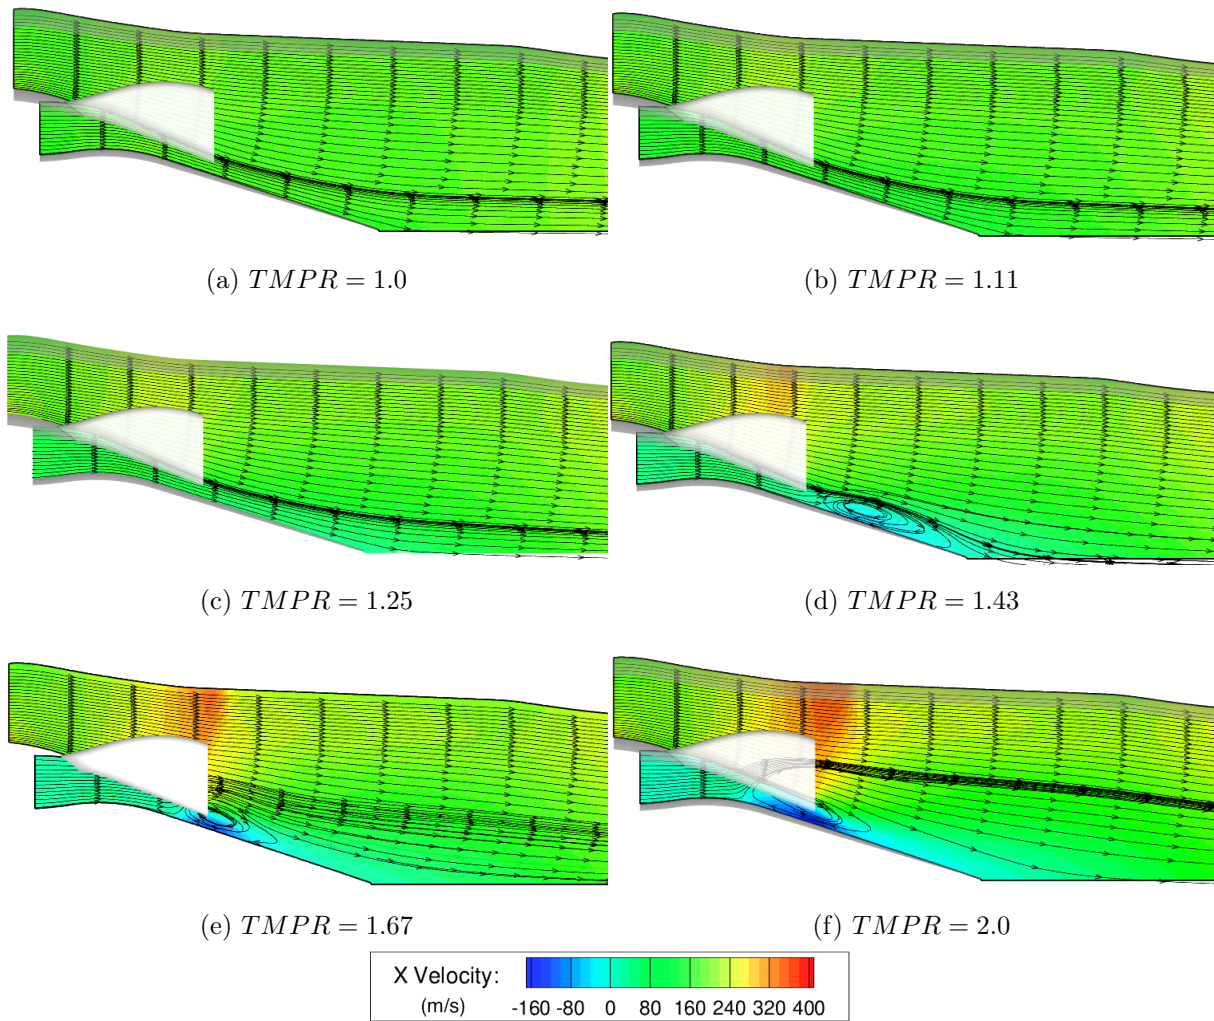 (a) TMPR = 1.0
(b) TMPR = 1.11
(c) TMPR = 1.25
(d) TMPR = 1.43
(e) TMPR = 1.67
(f) TMPR = 2.0
X Velocity:
(m/s)
-160 -80 0 80 160 240 320 400